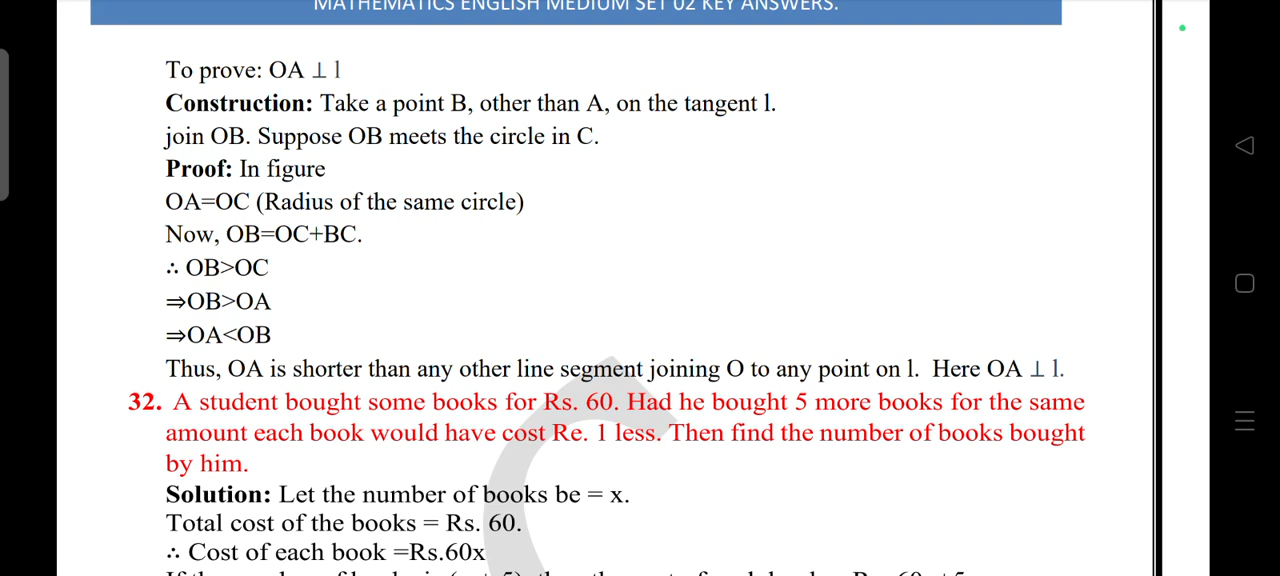 MATHEMATICS ENGLISH MEDIUM SET 02 KEY ANSWERS.
To prove: OA ⊥ l
Construction: Take a point B, other than A, on the tangent l.
join OB. Suppose OB meets the circle in C.
Proof: In figure
OA=OC (Radius of the same circle)
Now, OB=OC+BC.
∴ OB>OC
⇒OB>OA
⇒OA<OB
Thus, OA is shorter than any other line segment joining O to any point on l. Here OA ⊥ l.
32. A student bought some books for Rs. 60. Had he bought 5 more books for the same
amount each book would have cost Re. 1 less. Then find the number of books bought
by him.
Solution: Let the number of books be = x.
Total cost of the books = Rs. 60.
∴ Cost of each book =Rs.60x